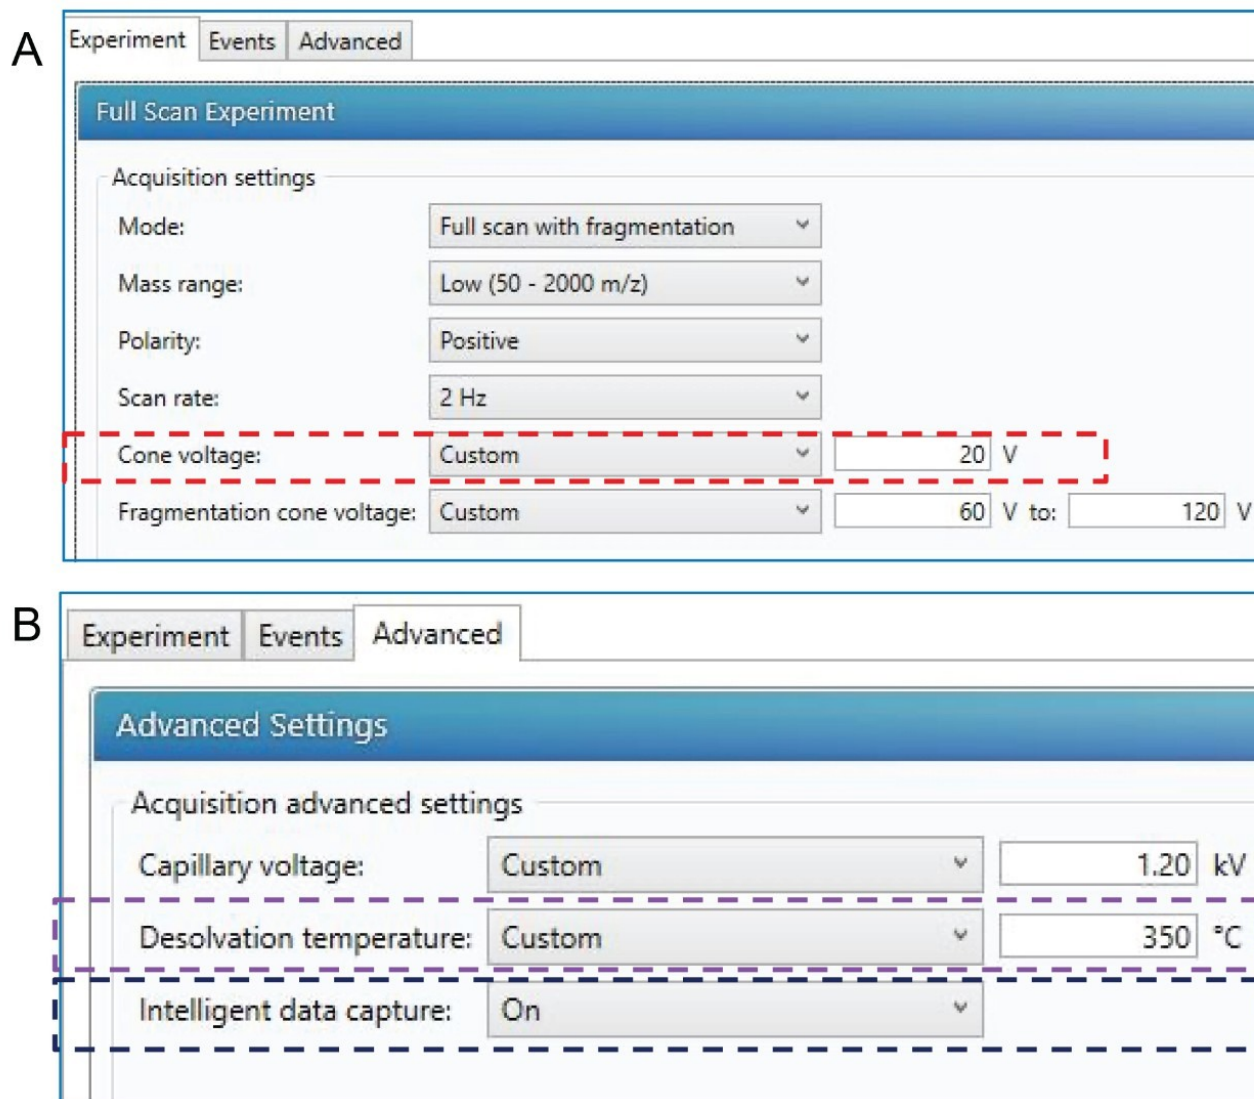 A
Experiment Events Advanced
Full Scan Experiment
Acquisition settings
Mode: Full scan with fragmentation
Mass range: Low (50 - 2000 m/z)
Polarity: Positive
Scan rate: 2 Hz
Cone voltage: Custom 20 V
Fragmentation cone voltage: Custom 60 V to: 120 V
B
Experiment Events Advanced
Advanced Settings
Acquisition advanced settings
Capillary voltage: Custom 1.20 kV
Desolvation temperature: Custom 350 °C
Intelligent data capture: On